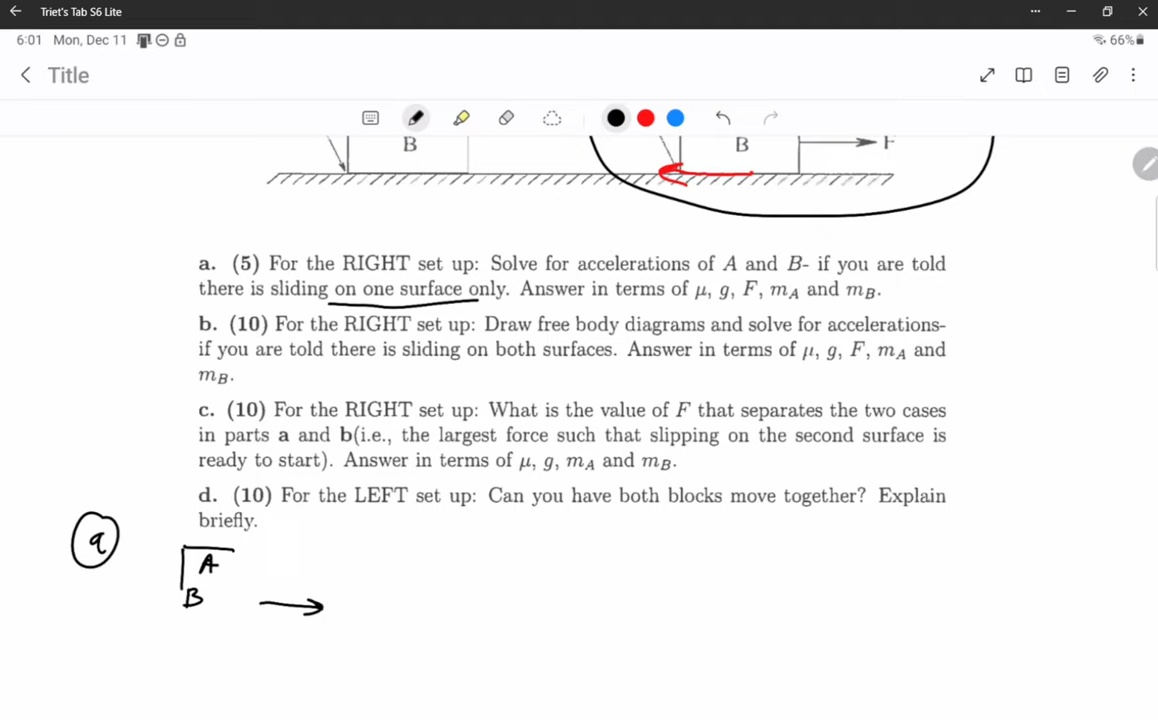 Triet's Tab S6 Lite
6:01 Mon, Dec 11
66%
Title
B
B
F
a. (5) For the RIGHT set up: Solve for accelerations of A and B- if you are told
there is sliding on one surface only. Answer in terms of μ, g, F, m_A and m_B.
b. (10) For the RIGHT set up: Draw free body diagrams and solve for accelerations-
if you are told there is sliding on both surfaces. Answer in terms of μ, g, F, m_A and
m_B.
c. (10) For the RIGHT set up: What is the value of F that separates the two cases
in parts a and b(i.e., the largest force such that slipping on the second surface is
ready to start). Answer in terms of μ, g, m_A and m_B.
d. (10) For the LEFT set up: Can you have both blocks move together? Explain
briefly.
a
A
B